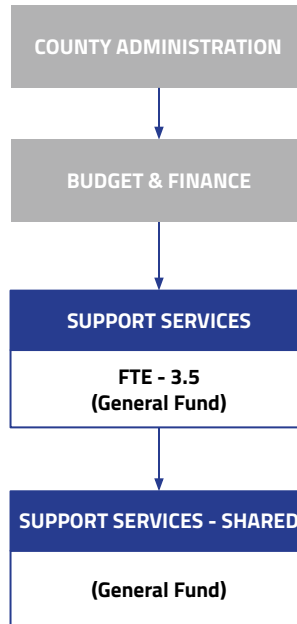 COUNTY ADMINISTRATION
BUDGET & FINANCE
SUPPORT SERVICES
FTE - 3.5
(General Fund)
SUPPORT SERVICES - SHARED
(General Fund)